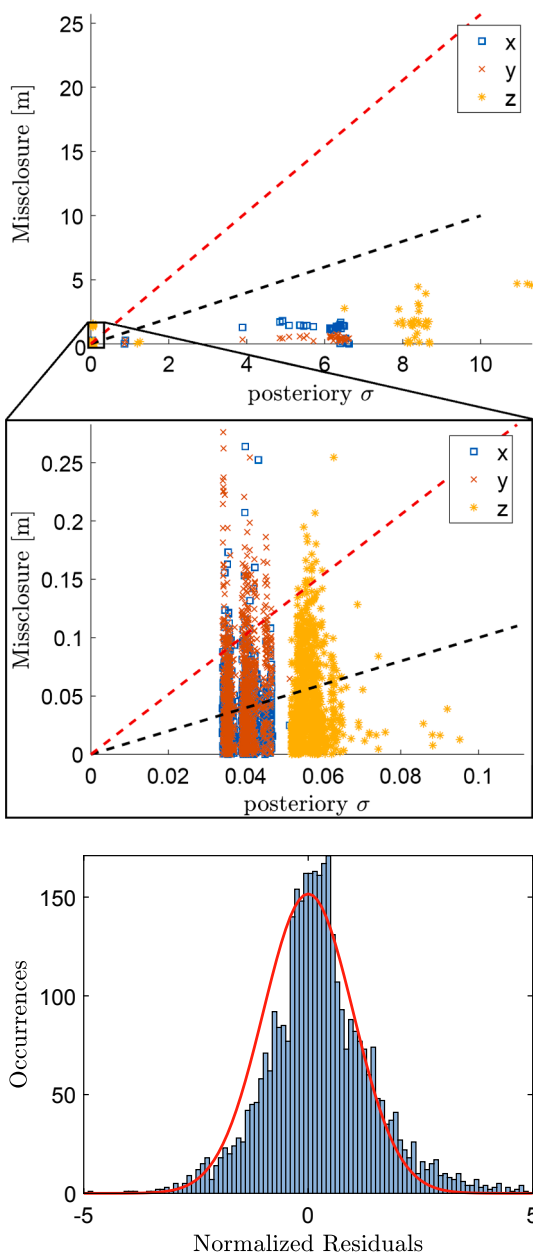 Missclosure [m]
25
20
15
10
5
0
x
y
z
0 2 4 6 8 10
posteriory σ
Missclosure [m]
0.25
0.2
0.15
0.1
0.05
0
x
y
z
0 0.02 0.04 0.06 0.08 0.1
posteriory σ
Occurrences
150
100
50
0
-5 0 5
Normalized Residuals